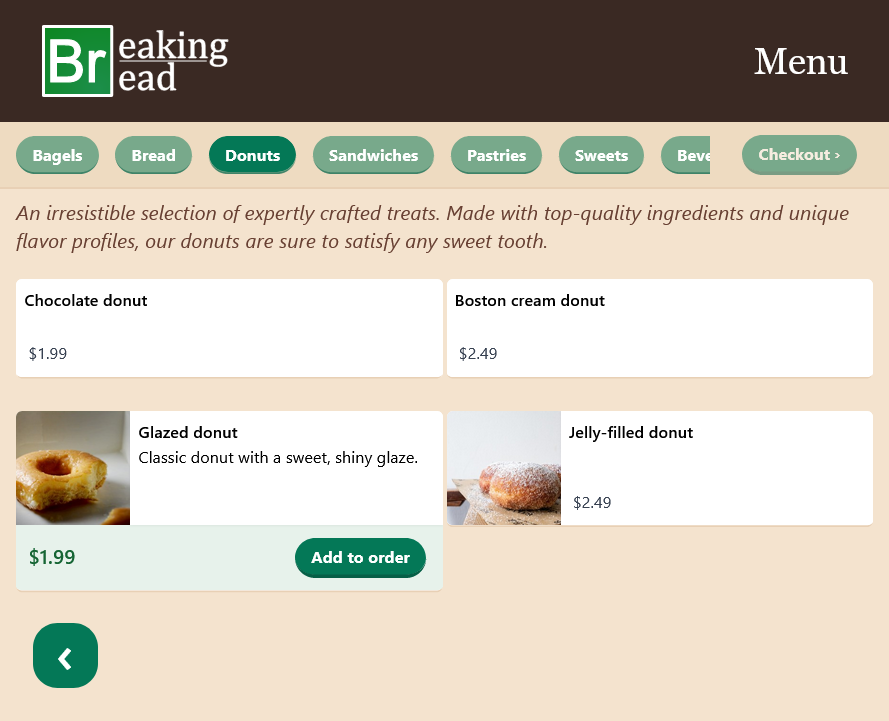 Breaking
Bread
Menu
Bagels
Bread
Donuts
Sandwiches
Pastries
Sweets
Beve
Checkout ›
An irresistible selection of expertly crafted treats. Made with top-quality ingredients and unique
flavor profiles, our donuts are sure to satisfy any sweet tooth.
Chocolate donut
$1.99
Boston cream donut
$2.49
Glazed donut
Classic donut with a sweet, shiny glaze.
$1.99
Add to order
Jelly-filled donut
$2.49
‹